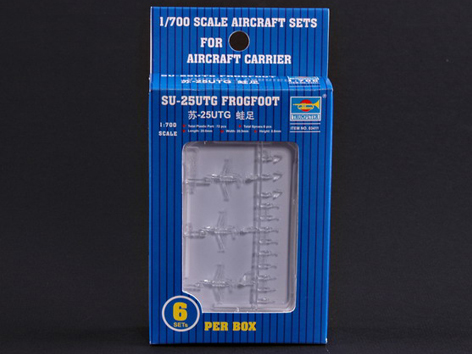 1/700 SCALE AIRCRAFT SETS
FOR
AIRCRAFT CARRIER
SU-25UTG FROGFOOT
苏-25UTG 蛙足
1:700
SCALE
TRUMPETER
6
SETs
PER BOX